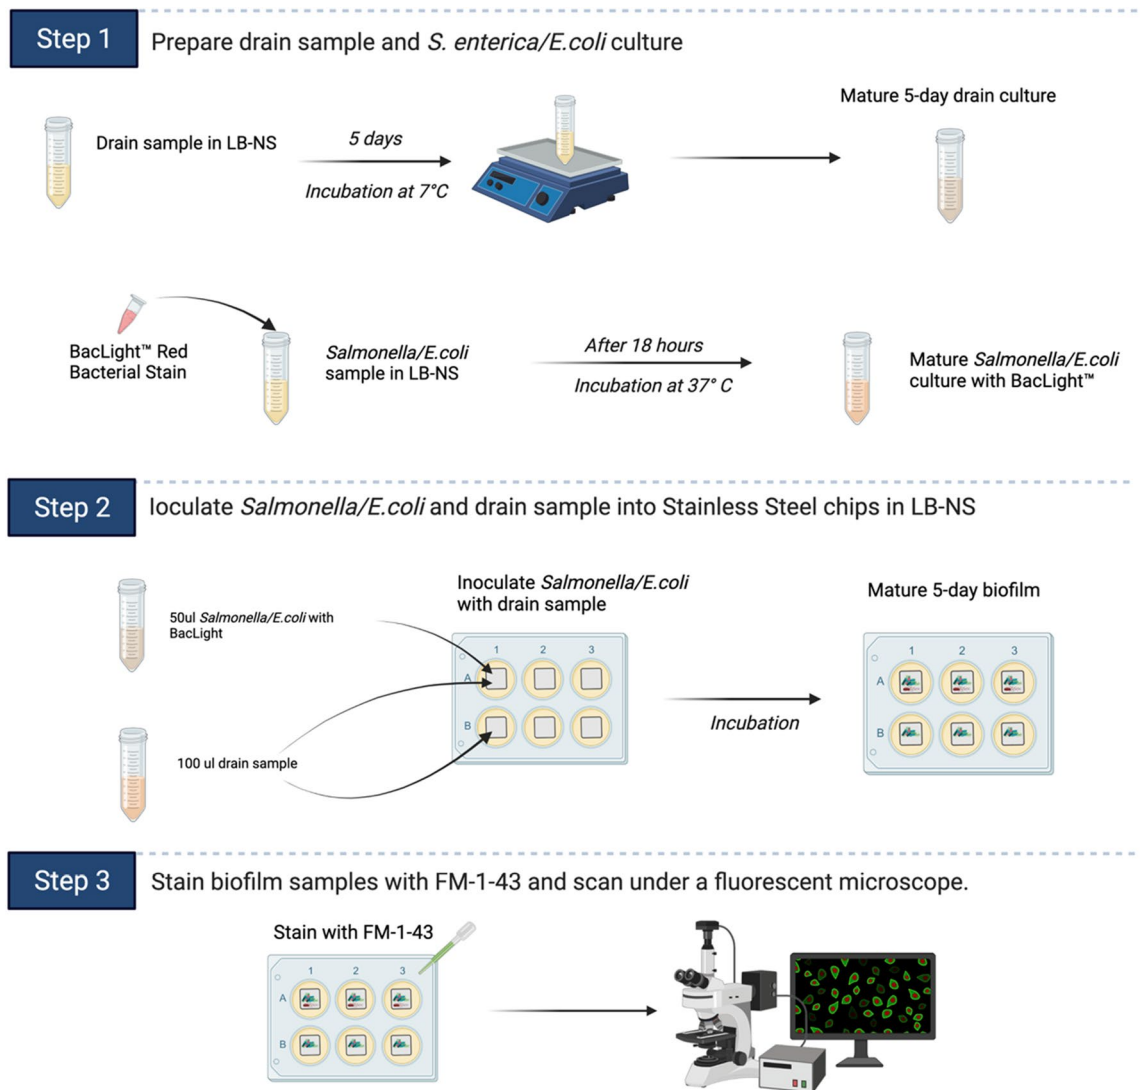 Step 1
Prepare drain sample and S. enterica/E.coli culture
Drain sample in LB-NS
5 days
Incubation at 7°C
Mature 5-day drain culture
BacLight™ Red
Bacterial Stain
Salmonella/E.coli
sample in LB-NS
After 18 hours
Incubation at 37° C
Mature Salmonella/E.coli
culture with BacLight™
Step 2
Ioculate Salmonella/E.coli and drain sample into Stainless Steel chips in LB-NS
50ul Salmonella/E.coli with
BacLight
100 ul drain sample
Inoculate Salmonella/E.coli
with drain sample
1 2 3
A
B
Incubation
Mature 5-day biofilm
1 2 3
A
B
Step 3
Stain biofilm samples with FM-1-43 and scan under a fluorescent microscope.
Stain with FM-1-43
1 2 3
A
B